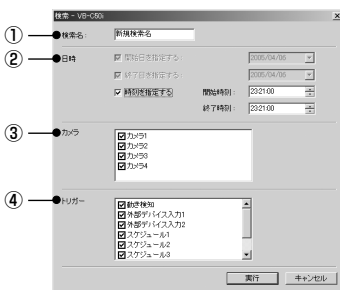 検索 - VB-C50i
① 検索名: 新規検索名
② 日時 開始日を指定する 2005/04/06
終了日を指定する 2005/04/06
時刻を指定する 開始時刻: 23:21:00
終了時刻: 23:21:00
③ カメラ
カメラ1
カメラ2
カメラ3
カメラ4
④ トリガー
動き検知
外部デバイス入力1
外部デバイス入力2
スケジュール1
スケジュール2
スケジュール3
実行 キャンセル